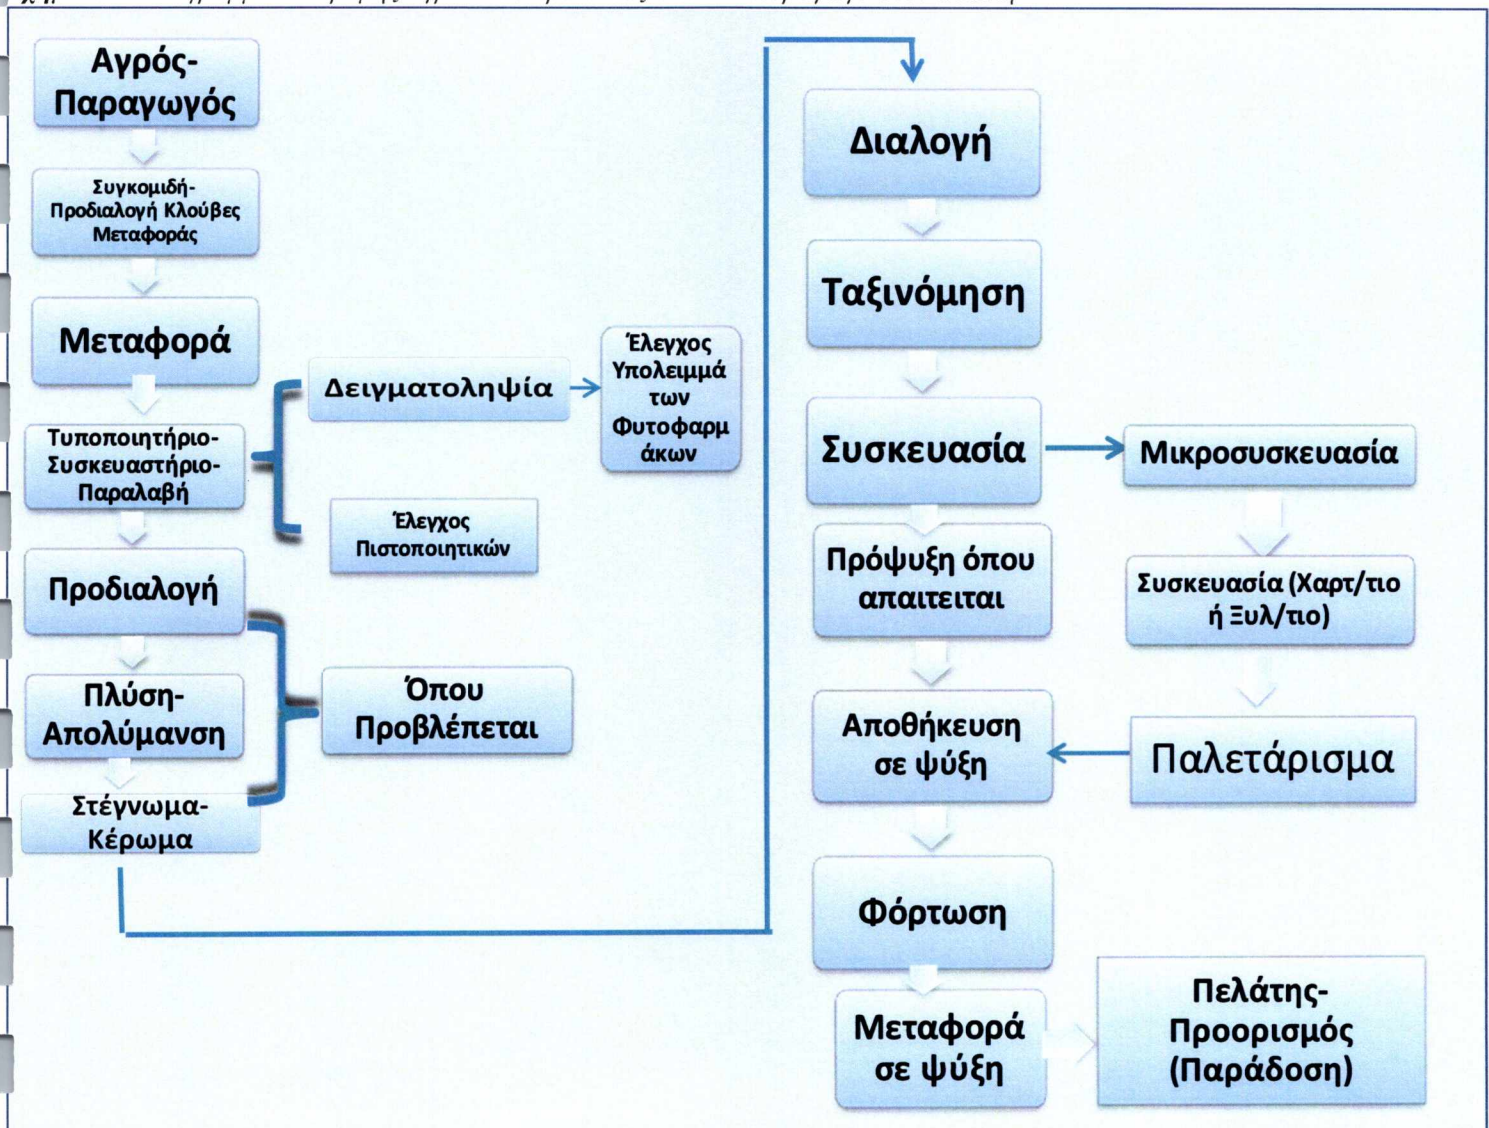 Αγρός-
Παραγωγός
Συγκομιδή-
Προδιαλογή Κλούβες
Μεταφοράς
Μεταφορά
Τυποποιητήριο-
Συσκευαστήριο-
Παραλαβή
Δειγματοληψία
Έλεγχος
Υπολειμμά
των
Φυτοφαρμ
άκων
Έλεγχος
Πιστοποιητικών
Προδιαλογή
Πλύση-
Απολύμανση
Όπου
Προβλέπεται
Στέγνωμα-
Κέρωμα
Διαλογή
Ταξινόμηση
Συσκευασία
Μικροσυσκευασία
Πρόψυξη όπου
απαιτειται
Συσκευασία (Χαρτ/τιο
ή Ξυλ/τιο)
Αποθήκευση
σε ψύξη
Παλετάρισμα
Φόρτωση
Μεταφορά
σε ψύξη
Πελάτης-
Προορισμός
(Παράδοση)